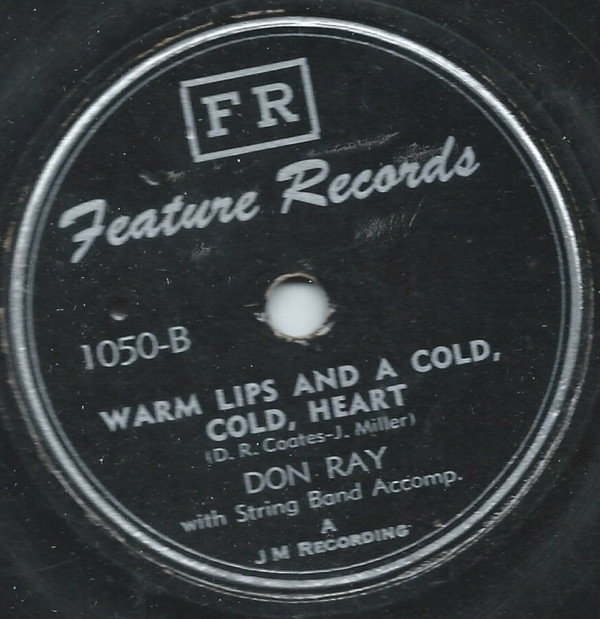 FR
Feature Records
1050-B
WARM LIPS AND A COLD,
COLD, HEART
(D. R. Coates-J. Miller)
DON RAY
with String Band Accomp.
A
J M RECORDING